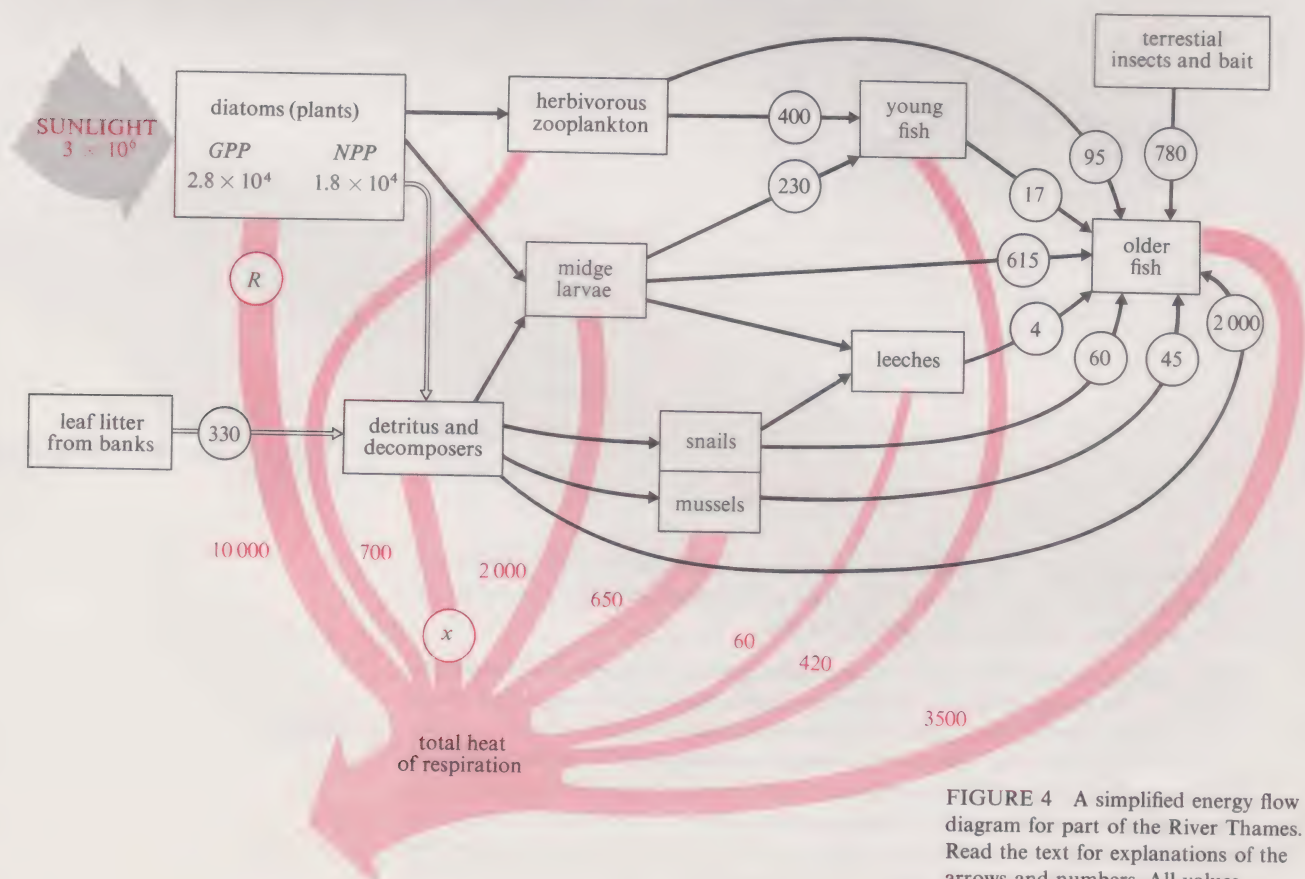 terrestial
insects and bait
SUNLIGHT
3 × 10⁶
diatoms (plants)
GPP NPP
2.8 × 10⁴ 1.8 × 10⁴
herbivorous
zooplankton
400
young
fish
95
780
230
17
R
midge
larvae
615
older
fish
4
leeches
60
45
2 000
leaf litter
from banks
330
detritus and
decomposers
snails
mussels
10 000
700
2 000
650
x
60
420
3500
total heat
of respiration
FIGURE 4 A simplified energy flow
diagram for part of the River Thames.
Read the text for explanations of the
arrows and numbers. All values